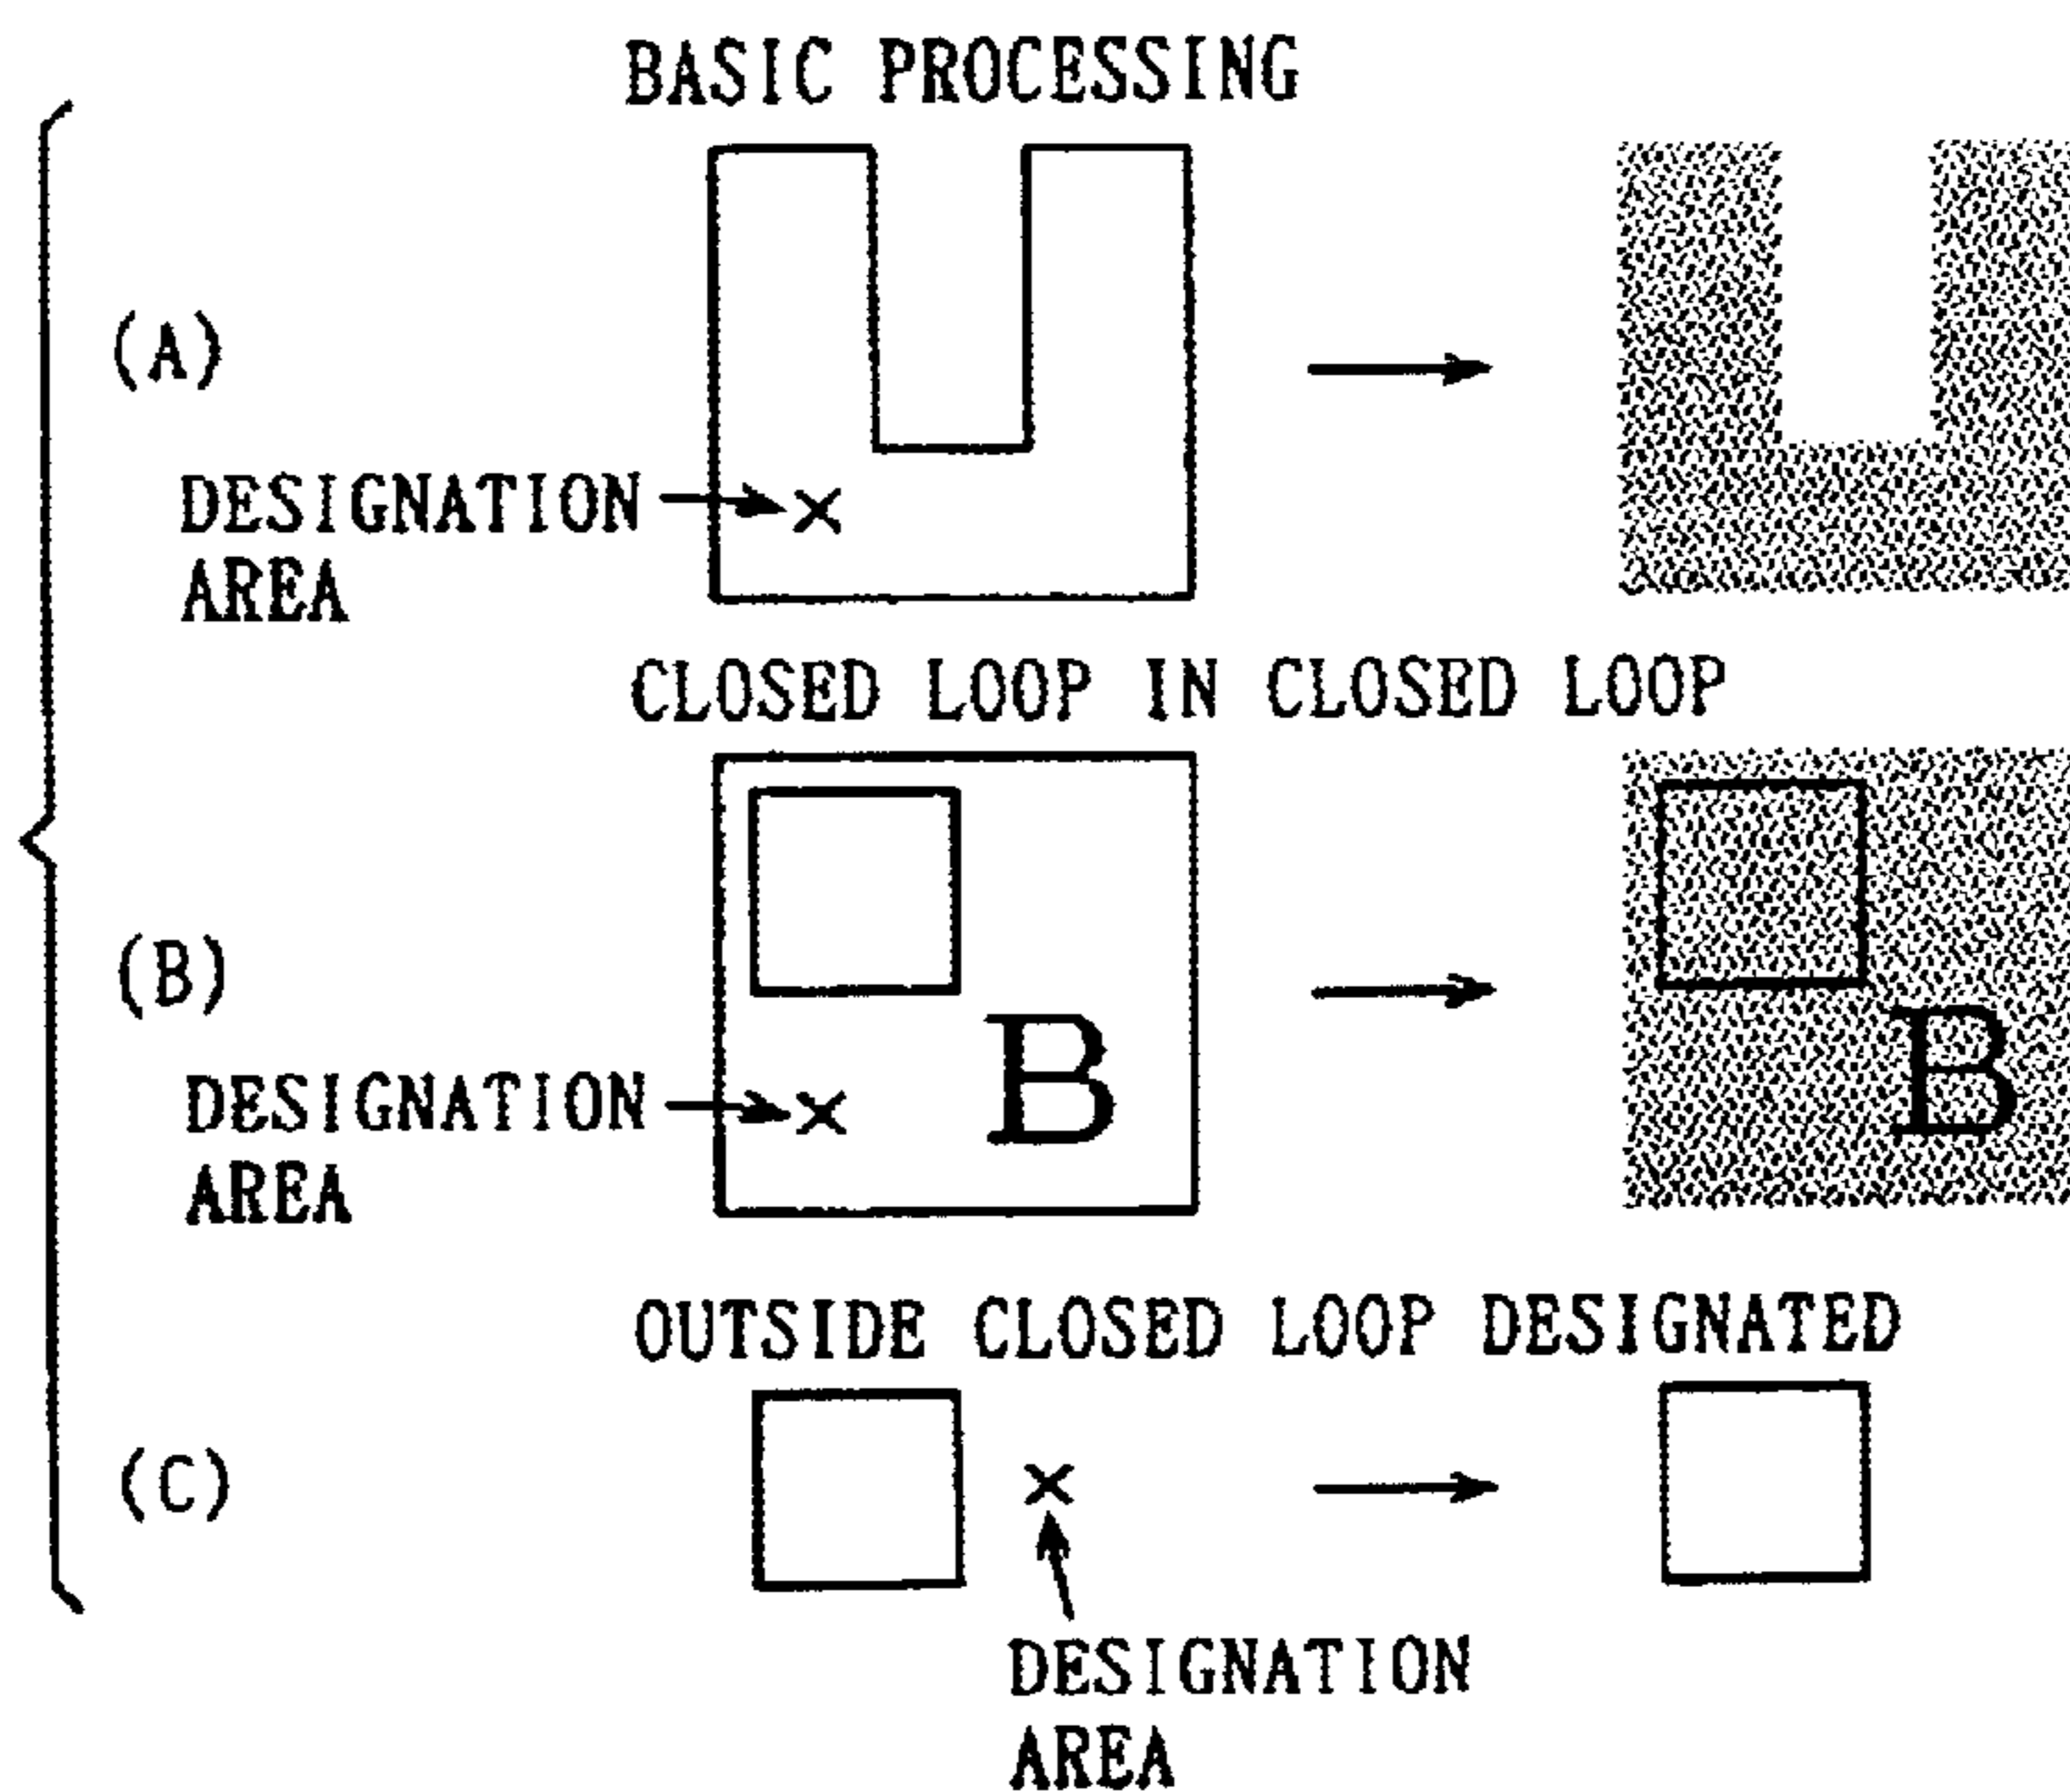 BASIC PROCESSING
(A)
DESIGNATION
AREA
×
CLOSED LOOP IN CLOSED LOOP
(B)
B
B
DESIGNATION
AREA
×
OUTSIDE CLOSED LOOP DESIGNATED
(C)
×
DESIGNATION
AREA